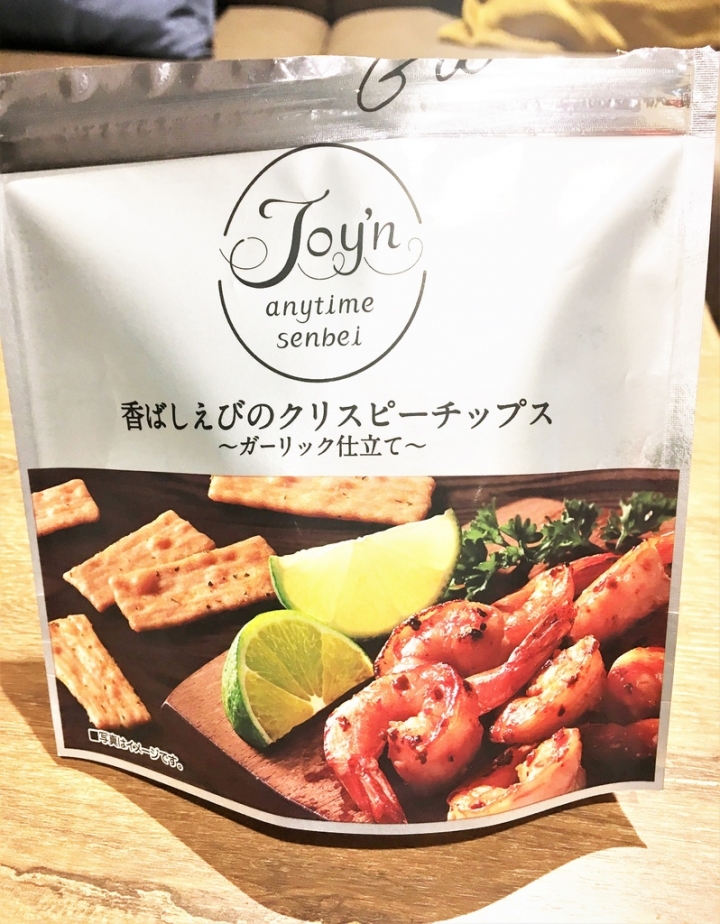 Joy'n
anytime
senbei
香ばしえびのクリスピーチップス
～ガーリック仕立て～
■写真はイメージです。